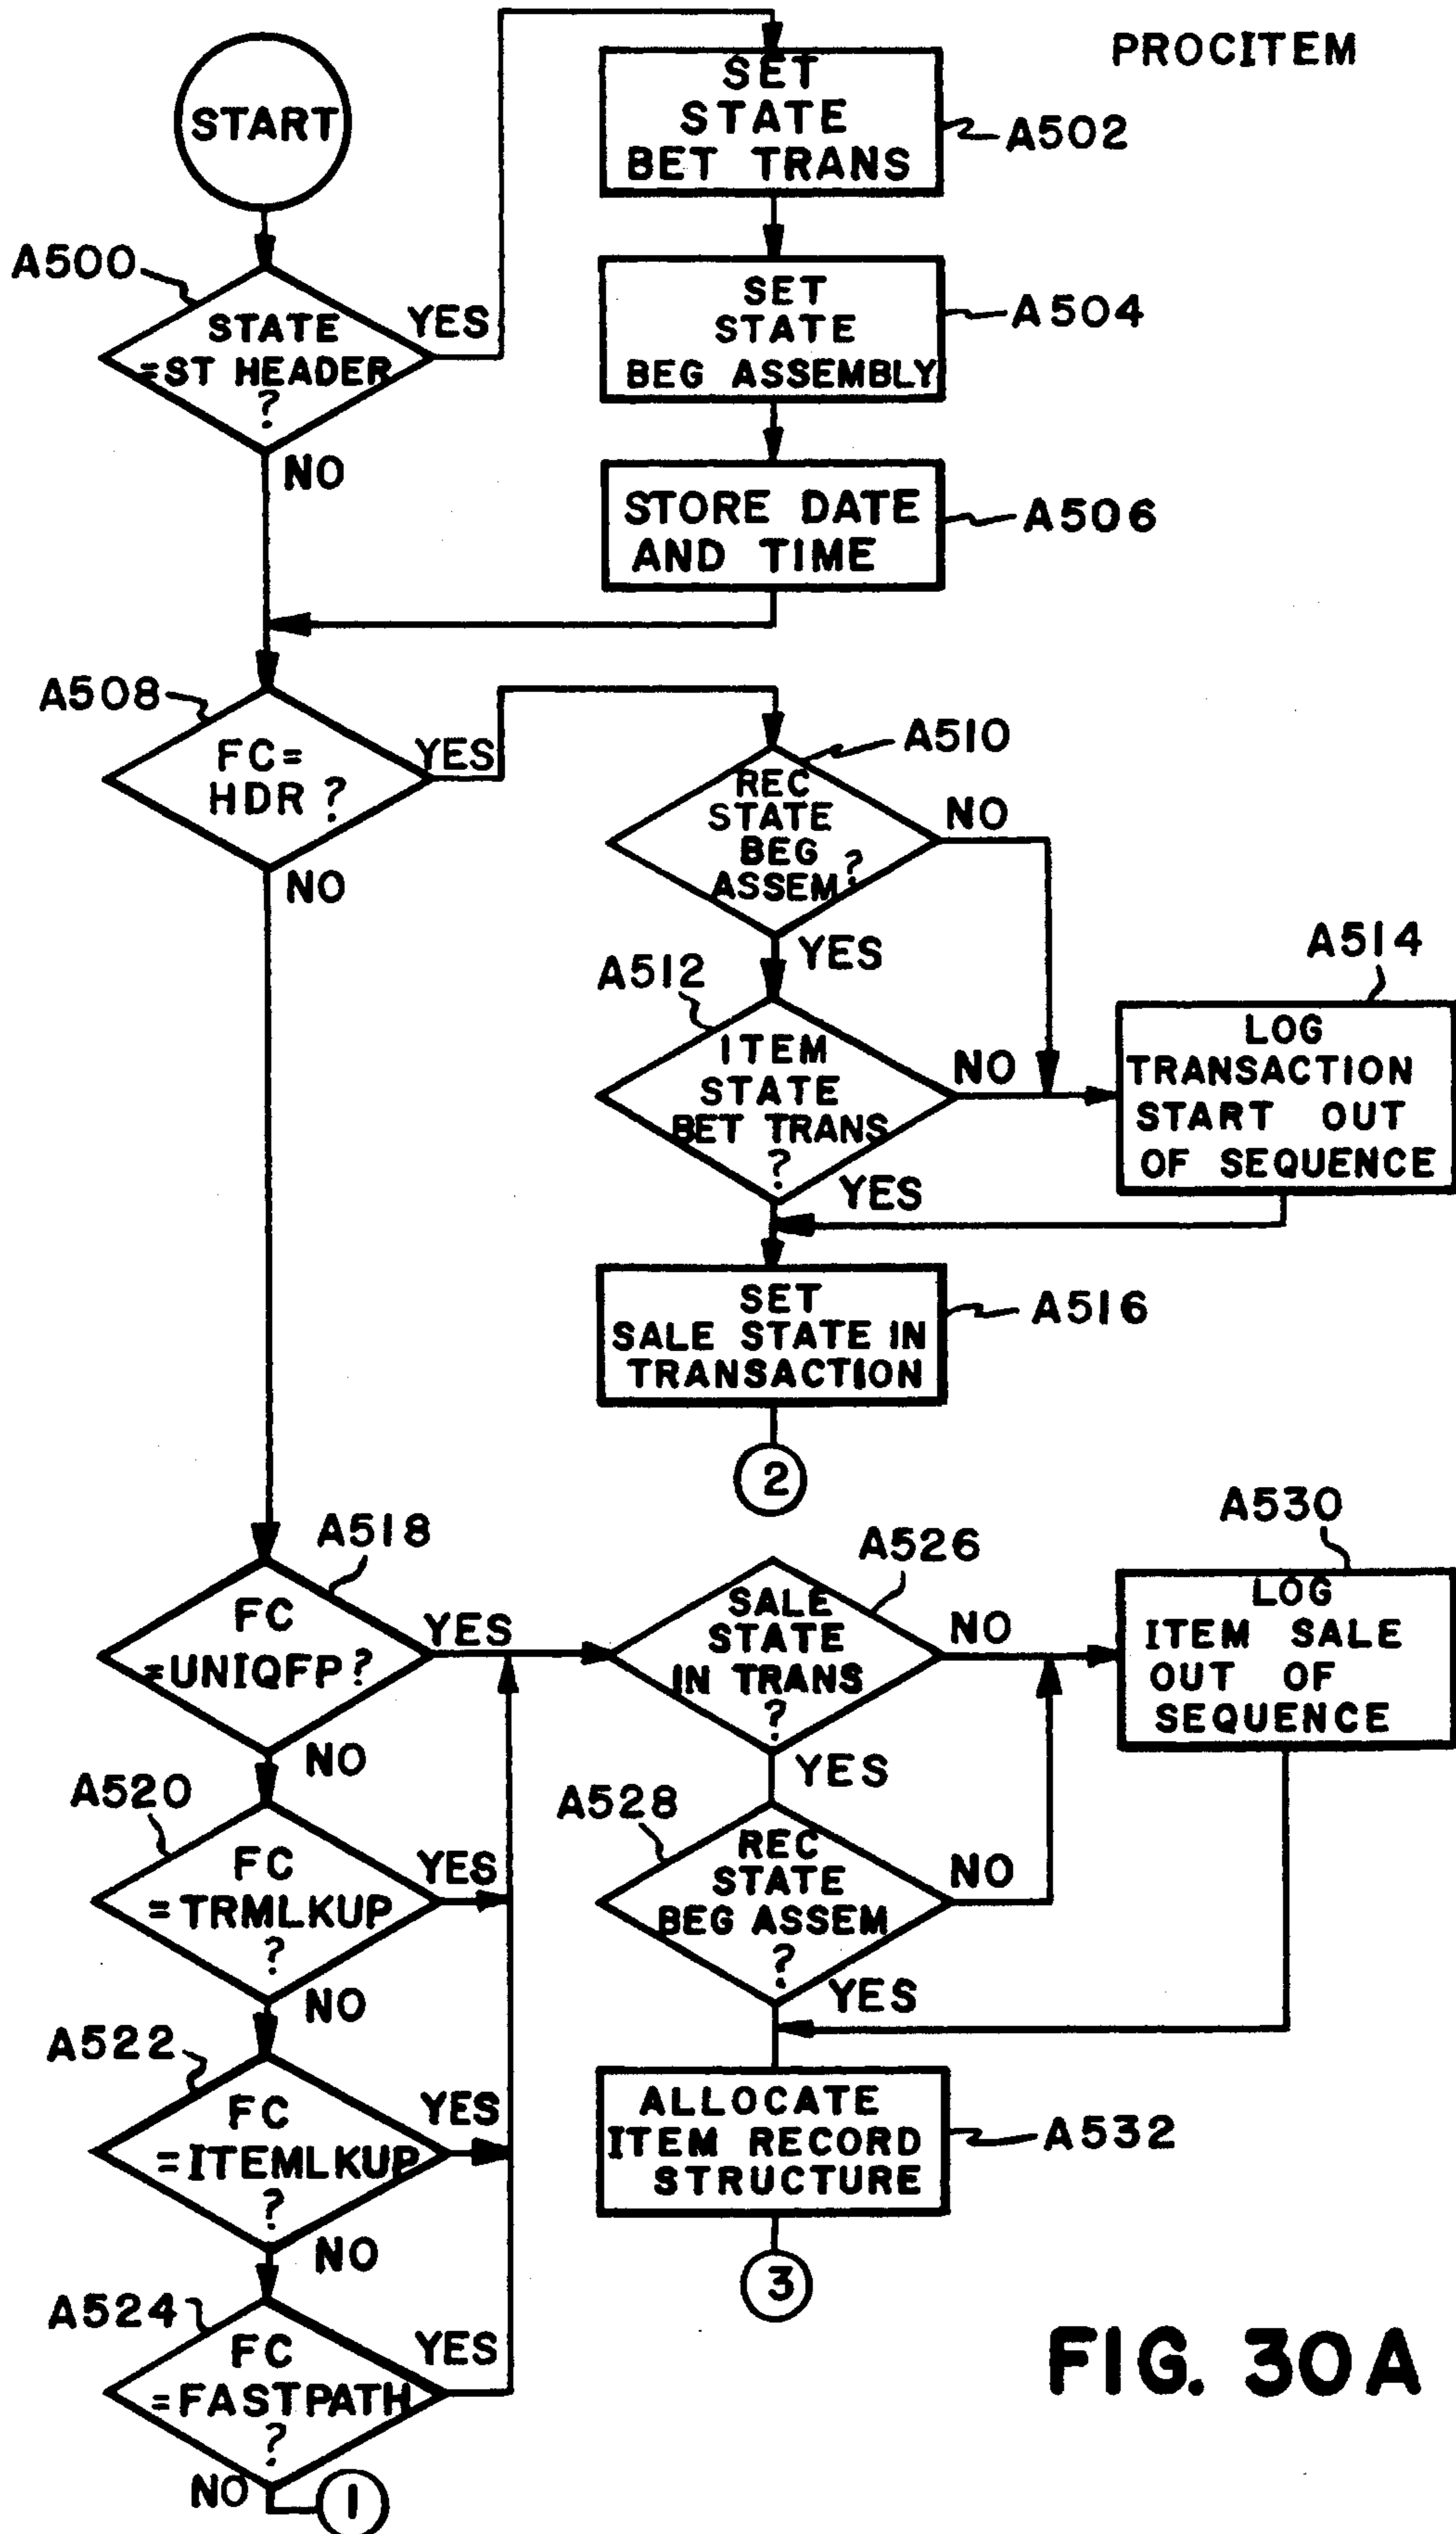 PROCITEM
START
SET
STATE
BET TRANS
A502
A500
STATE
=ST HEADER
?
YES
NO
SET
STATE
BEG ASSEMBLY
A504
STORE DATE
AND TIME
A506
A508
FC=
HDR ?
YES
NO
A510
REC
STATE
BEG
ASSEM ?
NO
YES
A512
ITEM
STATE
BET TRANS
?
NO
YES
A514
LOG
TRANSACTION
START OUT
OF SEQUENCE
SET
SALE STATE IN
TRANSACTION
A516
2
A518
FC
=UNIQFP ?
YES
NO
A526
SALE
STATE
IN TRANS
?
NO
YES
A530
LOG
ITEM SALE
OUT OF
SEQUENCE
A520
FC
=TRMLKUP
?
YES
NO
A528
REC
STATE
BEG ASSEM
?
NO
YES
A522
FC
=ITEMLKUP
?
YES
NO
ALLOCATE
ITEM RECORD
STRUCTURE
A532
3
A524
FC
=FASTPATH
?
YES
NO
1
FIG. 30A